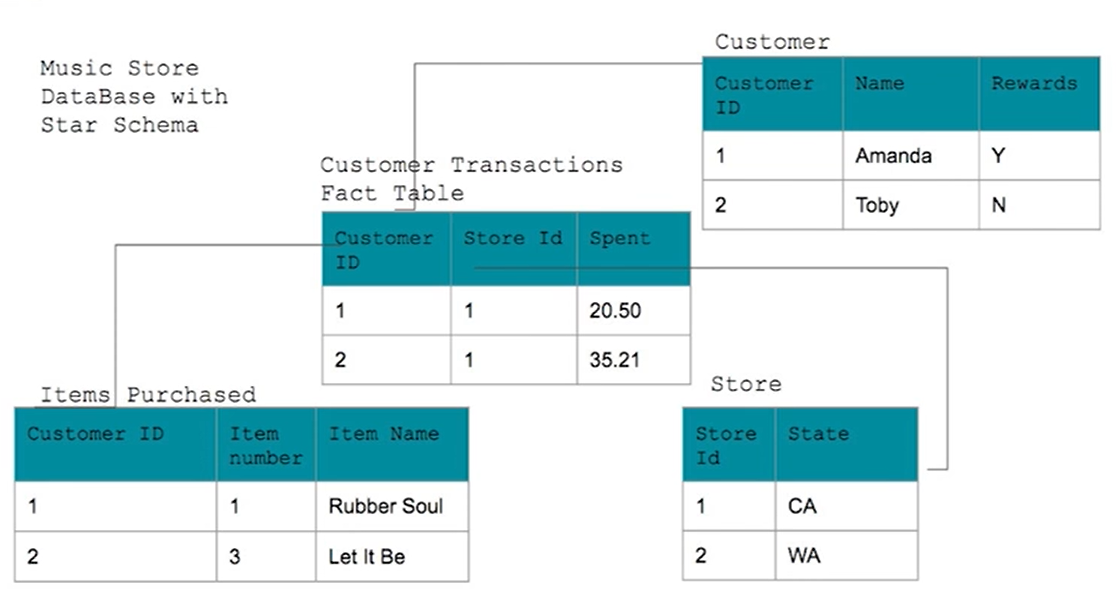 Music Store
DataBase with
Star Schema
Customer
Customer ID Name Rewards
1 Amanda Y
2 Toby N
Customer Transactions
Fact Table
Customer ID Store Id Spent
1 1 20.50
2 1 35.21
Items Purchased
Customer ID Item number Item Name
1 1 Rubber Soul
2 3 Let It Be
Store
Store Id State
1 CA
2 WA